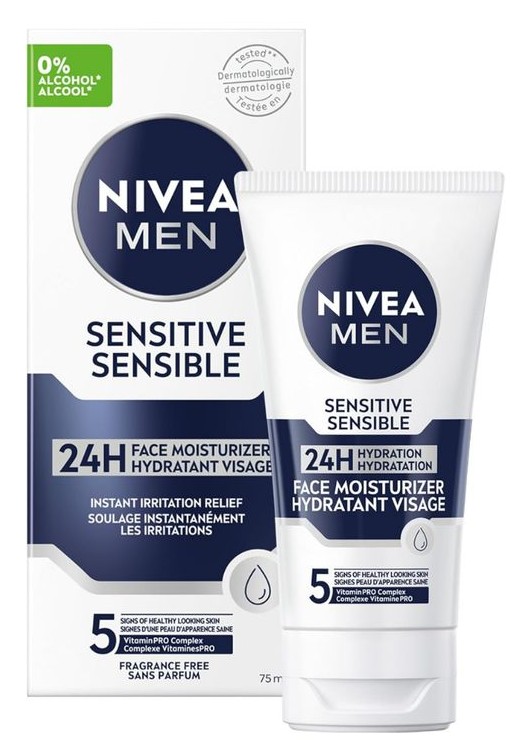 0%
ALCOHOL*
ALCOOL*
tested**
Dermatologically
dermatologie
Testée en
NIVEA
MEN
SENSITIVE
SENSIBLE
24H FACE MOISTURIZER
HYDRATANT VISAGE
INSTANT IRRITATION RELIEF
SOULAGE INSTANTANÉMENT
LES IRRITATIONS
5 SIGNS OF HEALTHY LOOKING SKIN
SIGNES D'UNE PEAU D'APPARENCE SAINE
VitaminPRO Complex
Complexe VitaminesPRO
FRAGRANCE FREE
SANS PARFUM
75 m
NIVEA
MEN
SENSITIVE
SENSIBLE
24H HYDRATION
HYDRATATION
FACE MOISTURIZER
HYDRATANT VISAGE
5 SIGNS OF HEALTHY LOOKING SKIN
SIGNES PEAU D'APPARENCE SAINE
VitaminPRO Complex
Complexe VitaminePRO